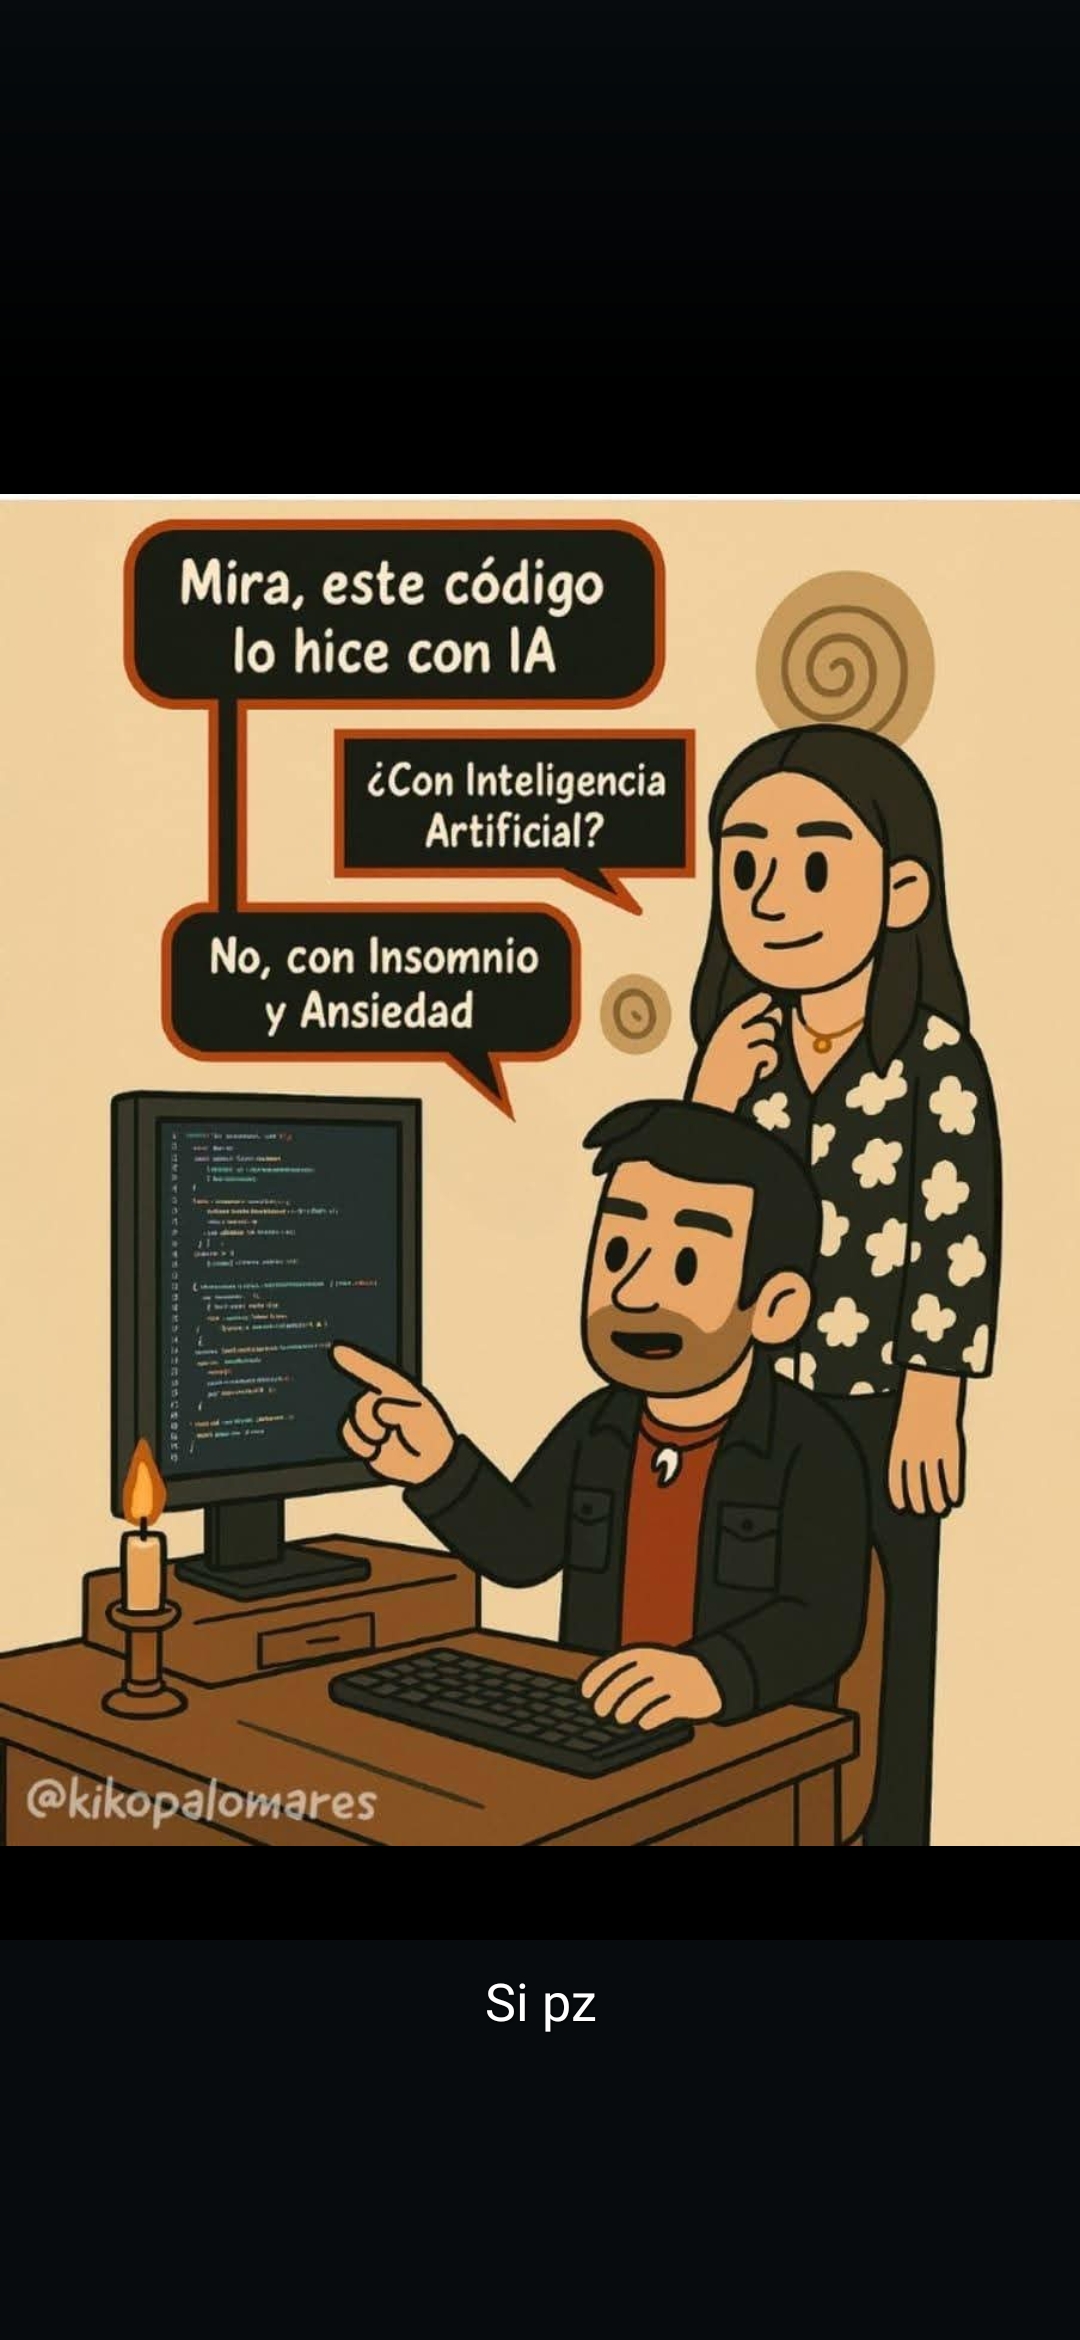 Mira, este código
lo hice con IA
¿Con Inteligencia
Artificial?
No, con Insomnio
y Ansiedad
@kikopalomares
Si pz